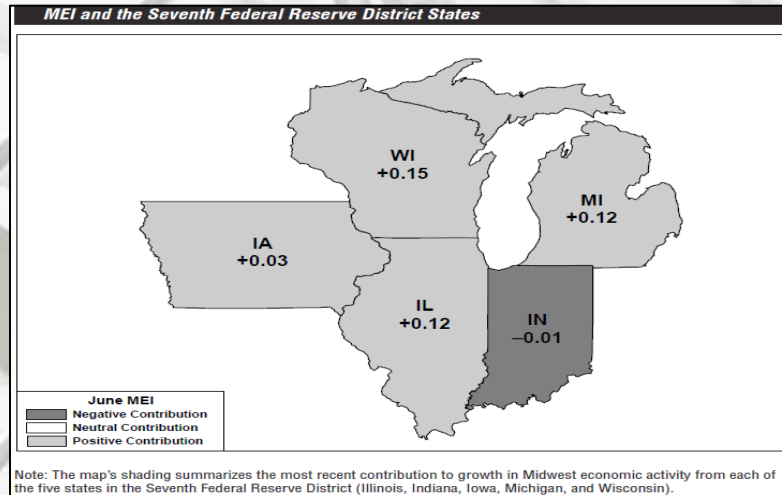 MEI and the Seventh Federal Reserve District States
WI
+0.15
MI
+0.12
IA
+0.03
IL
+0.12
IN
−0.01
June MEI
Negative Contribution
Neutral Contribution
Positive Contribution
Note: The map's shading summarizes the most recent contribution to growth in Midwest economic activity from each of
the five states in the Seventh Federal Reserve District (Illinois, Indiana, Iowa, Michigan, and Wisconsin).